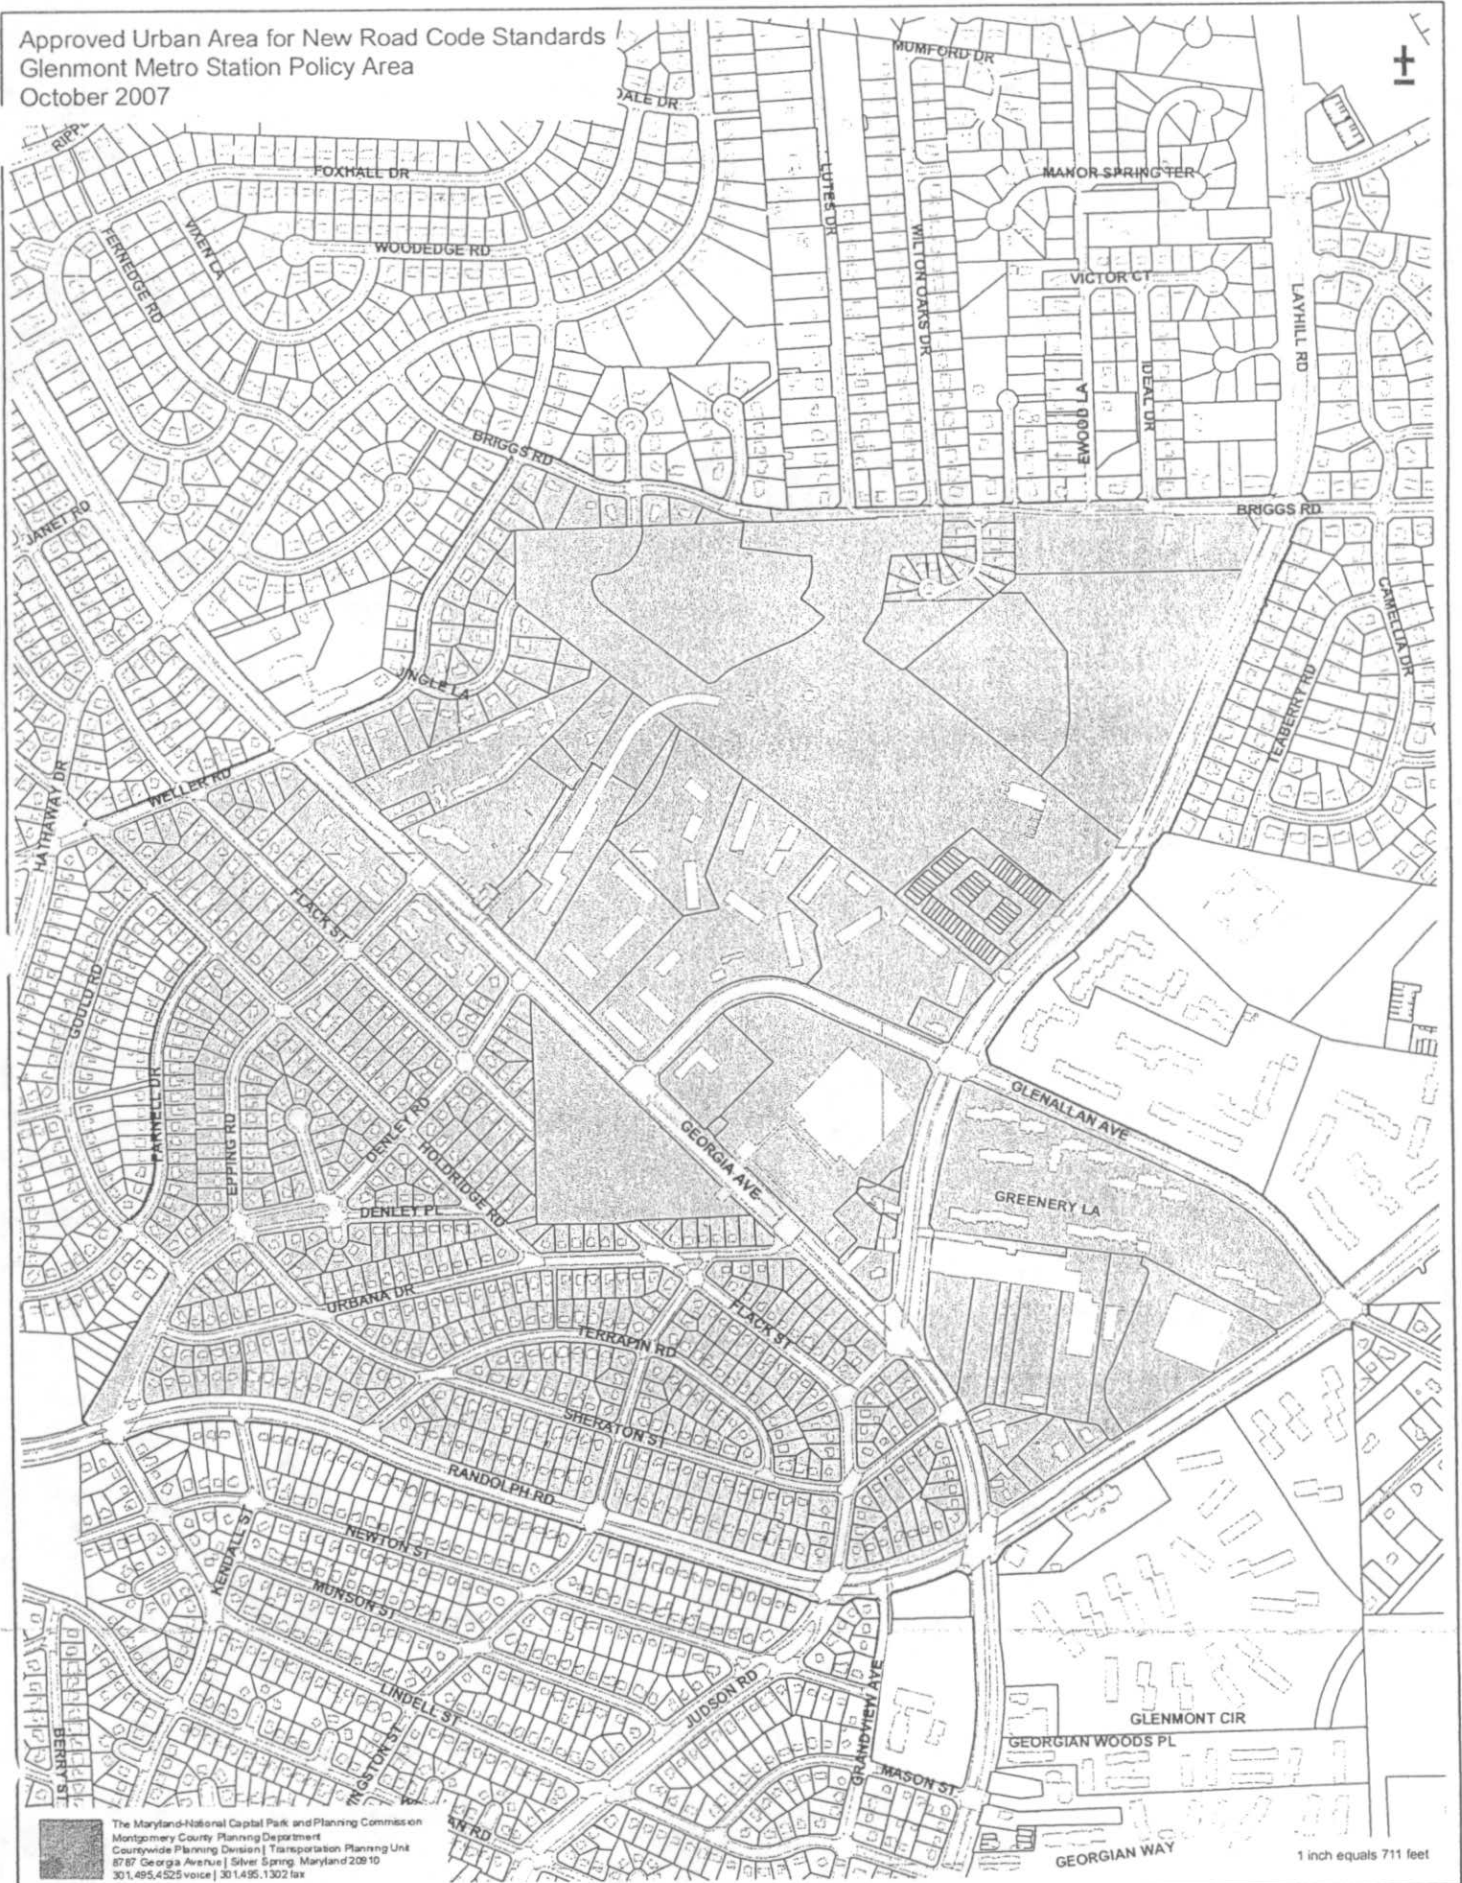 Approved Urban Area for New Road Code Standards
Glenmont Metro Station Policy Area
October 2007
MUMFORD DR
DALE DR
FOXHALL DR
LUTES DR
MANOR SPRING TER
VIXEN LA
FERNEDGE RD
WOODEDGE RD
WILTON OAKS DR
VICTOR CT
LAYHILL RD
IDEAL DR
EWOOD LA
BRIGGS RD
BRIGGS RD
JANET RD
CAMELLIA DR
JINGLE LA
TEABERRY RD
HATHAWAY DR
WELLER RD
FLACK ST
GOULD RD
PARNELL DR
EPPING RD
DENLEY RD
HOLDRIDGE RD
GEORGIA AVE
GLENALLAN AVE
GREENERY LA
DENLEY PL
URBANA DR
FLACK ST
TERRAPIN RD
SHERATON ST
RANDOLPH RD
NEWTON ST
KENDALL ST
MUNSON ST
LINDELL ST
JUDSON RD
GRANDVIEW AVE
GLENMONT CIR
GEORGIAN WOODS PL
BERRY ST
INGSTON ST
MASON ST
AN RD
GEORGIAN WAY
The Maryland-National Capital Park and Planning Commission
Montgomery County Planning Department
Countywide Planning Division | Transportation Planning Unit
8787 Georgia Avenue | Silver Spring, Maryland 20910
301.495.4525 voice | 301.495.1302 fax
1 inch equals 711 feet